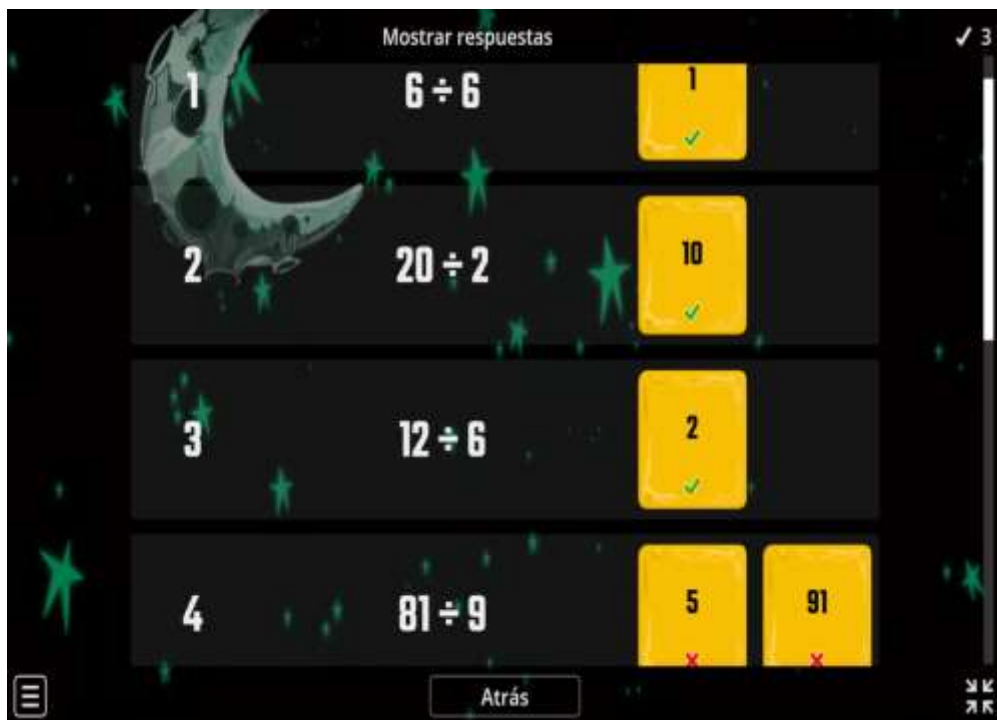 Mostrar respuestas
✓ 3
1 6 ÷ 6 1 ✓
2 20 ÷ 2 10 ✓
3 12 ÷ 6 2 ✓
4 81 ÷ 9 5 ✗ 91 ✗
Atrás